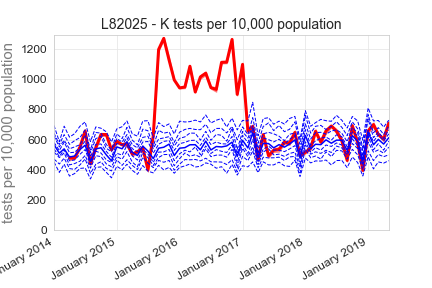 L82025 - K tests per 10,000 population
tests per 10,000 population
1200
1000
800
600
400
200
0
nuary 2014
January 2015
January 2016
January 2017
January 2018
January 2019